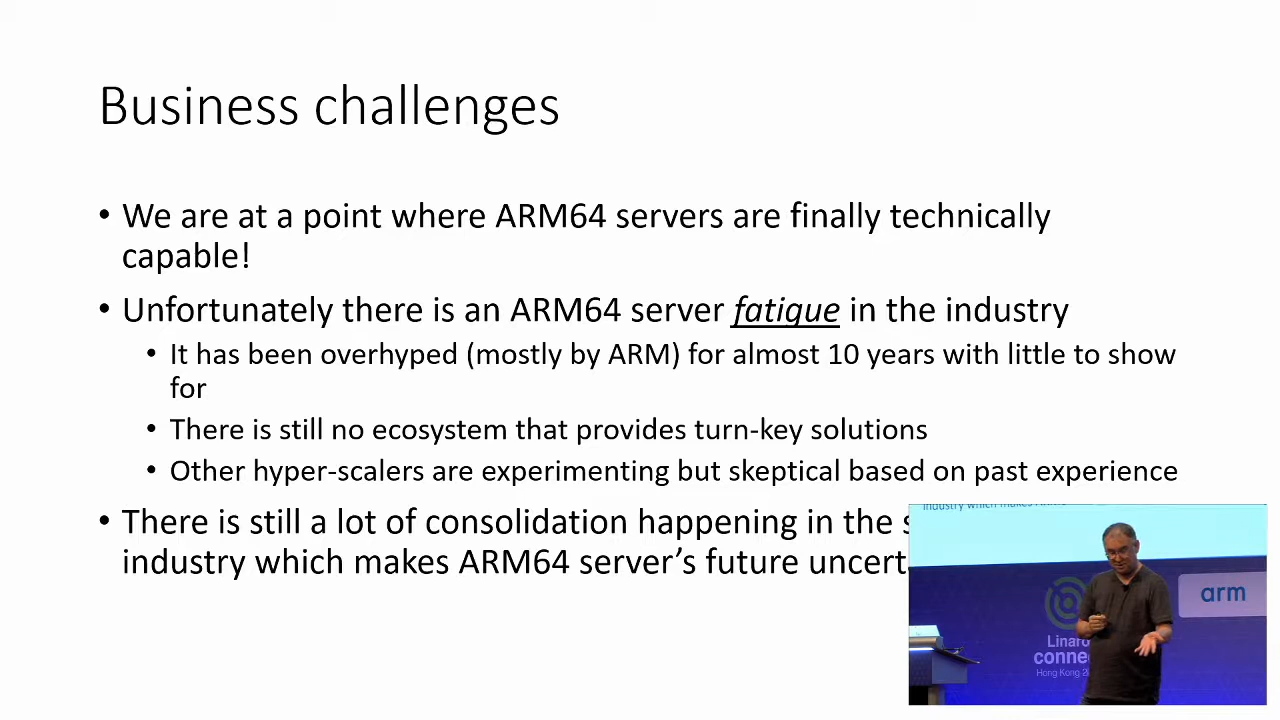 Business challenges
• We are at a point where ARM64 servers are finally technically
capable!
• Unfortunately there is an ARM64 server fatigue in the industry
• It has been overhyped (mostly by ARM) for almost 10 years with little to show
for
• There is still no ecosystem that provides turn-key solutions
• Other hyper-scalers are experimenting but skeptical based on past experience
• There is still a lot of consolidation happening in the s
industry which makes ARM64 server's future uncert
industry which makes
arm
Linaro
connec
Hong Kong 2